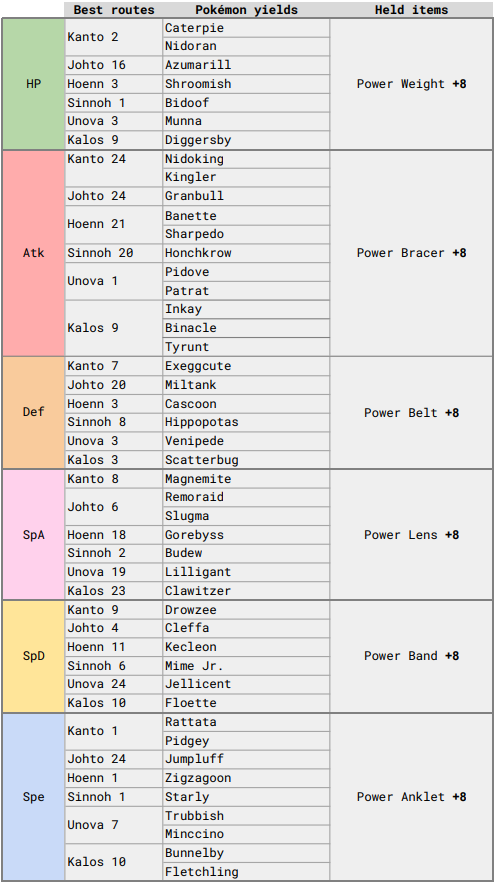 Best routes Pokémon yields Held items
HP
Kanto 2 Caterpie
Nidoran
Johto 16 Azumarill
Hoenn 3 Shroomish
Sinnoh 1 Bidoof
Unova 3 Munna
Kalos 9 Diggersby
Power Weight +8
Atk
Kanto 24 Nidoking
Kingler
Johto 24 Granbull
Hoenn 21 Banette
Sharpedo
Sinnoh 20 Honchkrow
Unova 1 Pidove
Patrat
Kalos 9 Inkay
Binacle
Tyrunt
Power Bracer +8
Def
Kanto 7 Exeggcute
Johto 20 Miltank
Hoenn 3 Cascoon
Sinnoh 8 Hippopotas
Unova 3 Venipede
Kalos 3 Scatterbug
Power Belt +8
SpA
Kanto 8 Magnemite
Johto 6 Remoraid
Slugma
Hoenn 18 Gorebyss
Sinnoh 2 Budew
Unova 19 Lilligant
Kalos 23 Clawitzer
Power Lens +8
SpD
Kanto 9 Drowzee
Johto 4 Cleffa
Hoenn 11 Kecleon
Sinnoh 6 Mime Jr.
Unova 24 Jellicent
Kalos 10 Floette
Power Band +8
Spe
Kanto 1 Rattata
Pidgey
Johto 24 Jumpluff
Hoenn 1 Zigzagoon
Sinnoh 1 Starly
Unova 7 Trubbish
Minccino
Kalos 10 Bunnelby
Fletchling
Power Anklet +8